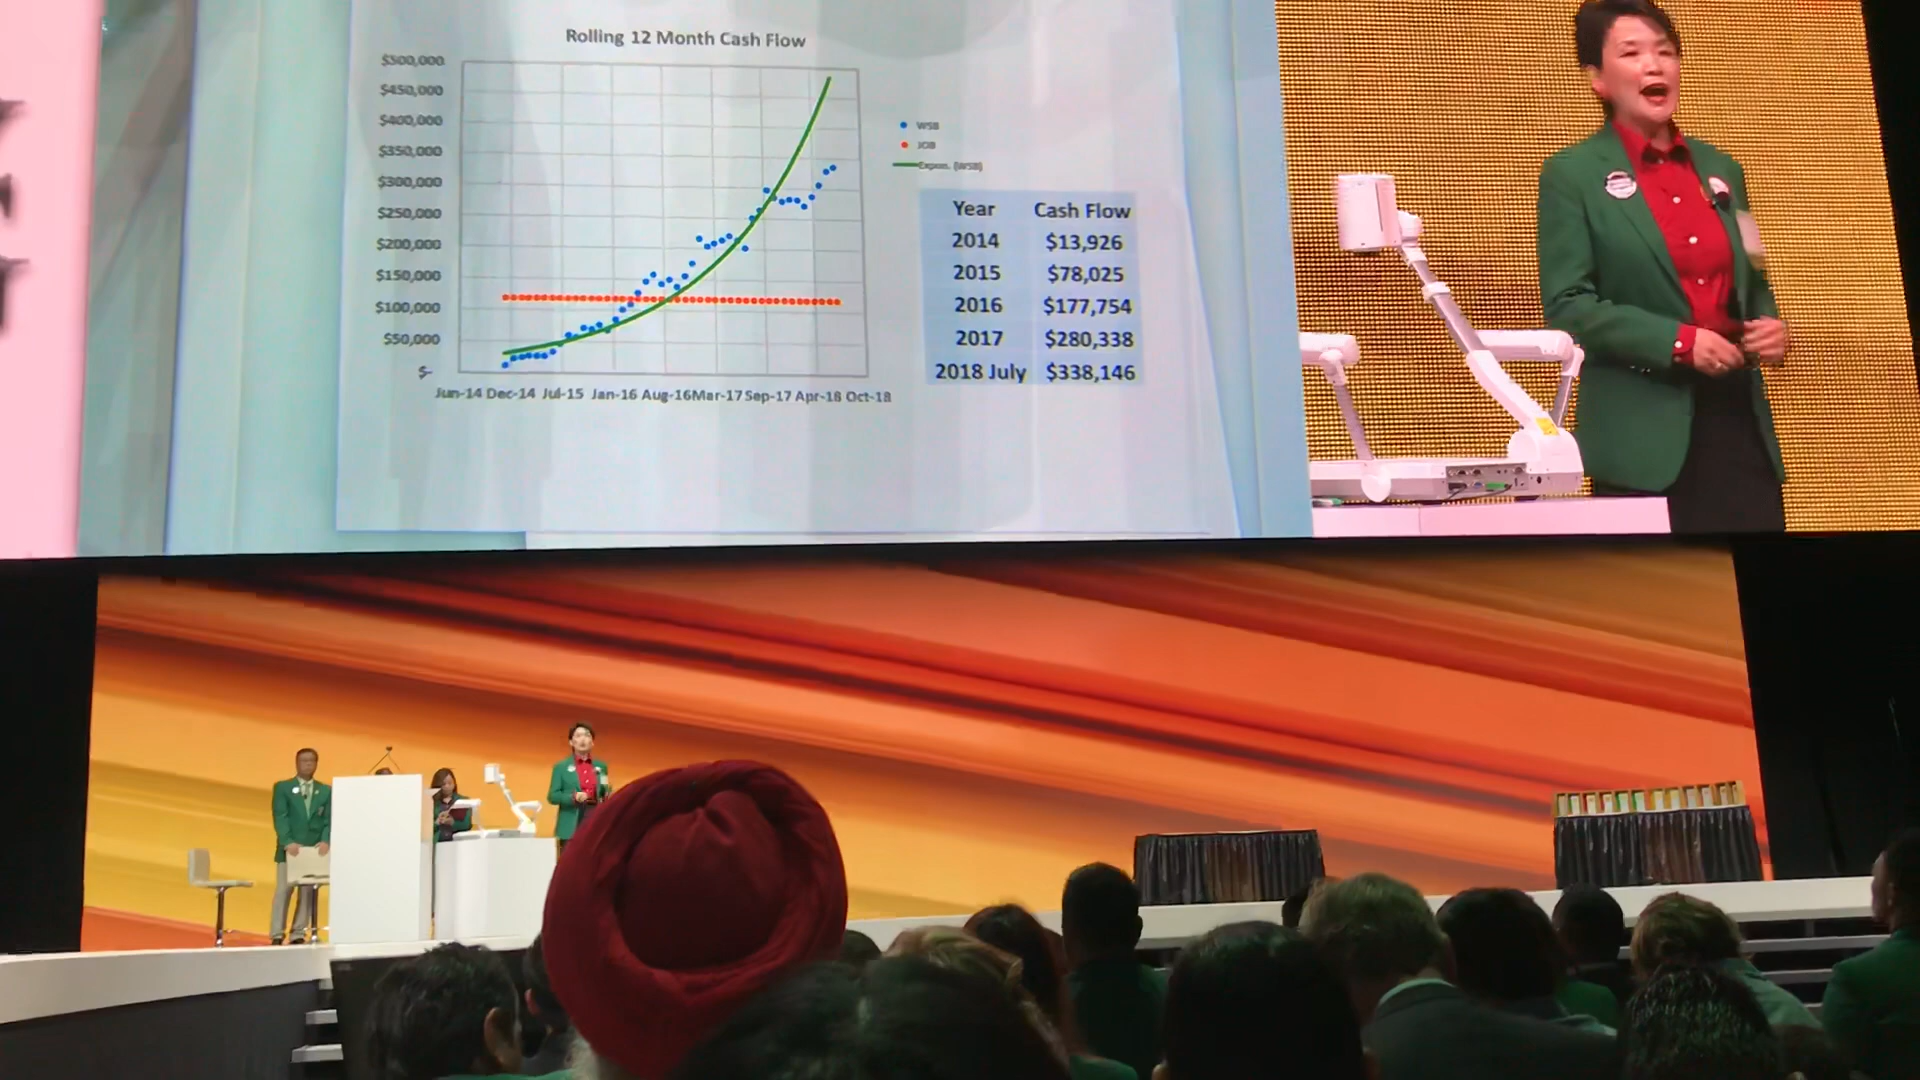 Rolling 12 Month Cash Flow
$500,000
$450,000
$400,000
$350,000
$300,000
$250,000
$200,000
$150,000
$100,000
$50,000
$-
Jun-14 Dec-14 Jul-15 Jan-16 Aug-16 Mar-17 Sep-17 Apr-18 Oct-18
WSB
JOB
Expon. (WSB)
Year Cash Flow
2014 $13,926
2015 $78,025
2016 $177,754
2017 $280,338
2018 July $338,146